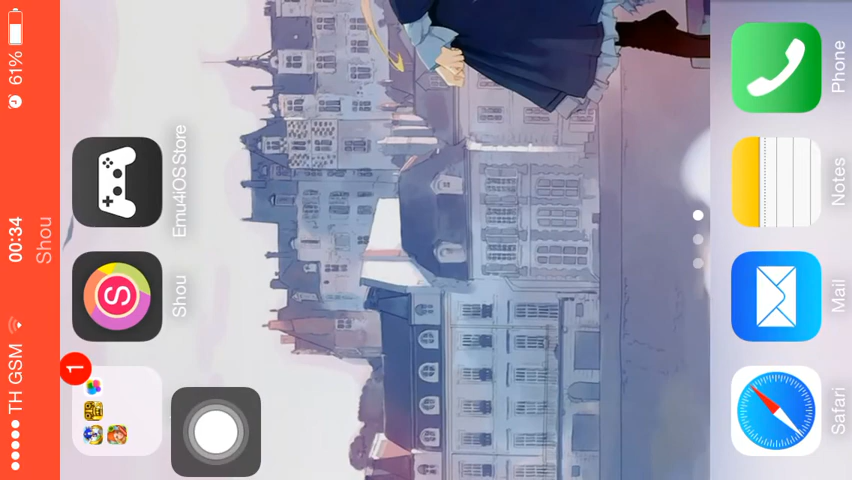 ●●●●● TH GSM 00:34 61%
Shou
1
Shou
Emu4iOS Store
Safari
Mail
Notes
Phone